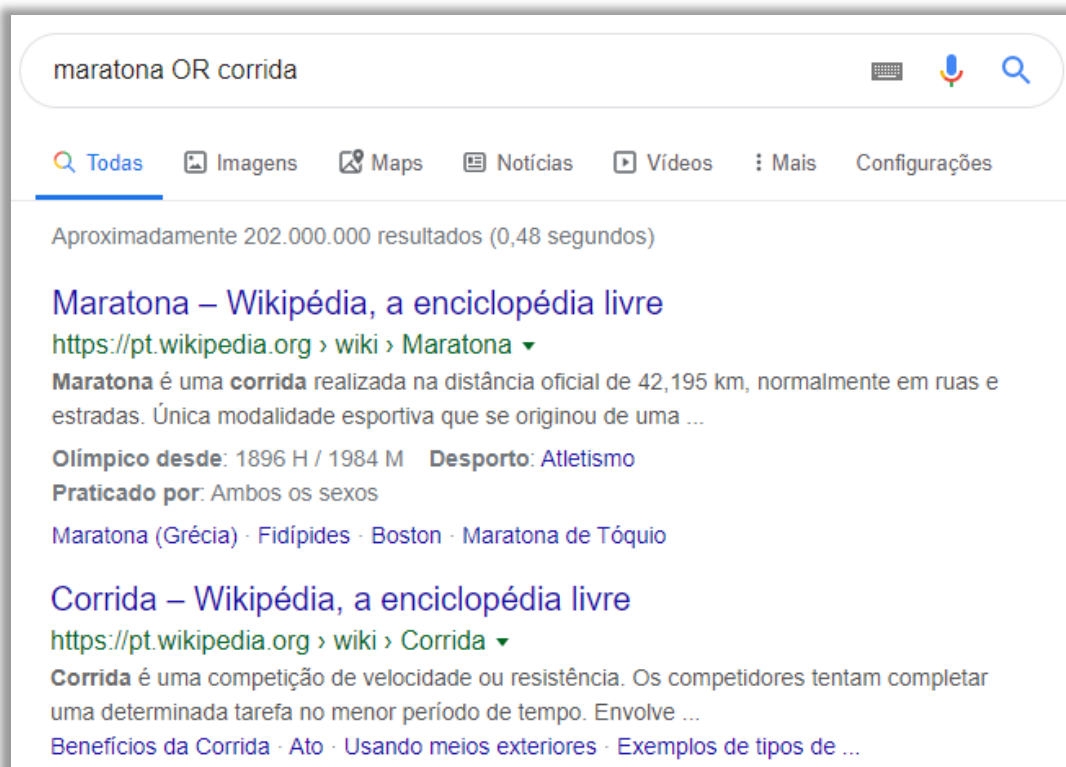 maratona OR corrida
Todas Imagens Maps Notícias Vídeos Mais Configurações
Aproximadamente 202.000.000 resultados (0,48 segundos)
Maratona – Wikipédia, a enciclopédia livre
https://pt.wikipedia.org › wiki › Maratona
Maratona é uma corrida realizada na distância oficial de 42,195 km, normalmente em ruas e
estradas. Única modalidade esportiva que se originou de uma ...
Olímpico desde: 1896 H / 1984 M Desporto: Atletismo
Praticado por: Ambos os sexos
Maratona (Grécia) · Fidípides · Boston · Maratona de Tóquio
Corrida – Wikipédia, a enciclopédia livre
https://pt.wikipedia.org › wiki › Corrida
Corrida é uma competição de velocidade ou resistência. Os competidores tentam completar
uma determinada tarefa no menor período de tempo. Envolve ...
Benefícios da Corrida · Ato · Usando meios exteriores · Exemplos de tipos de ...